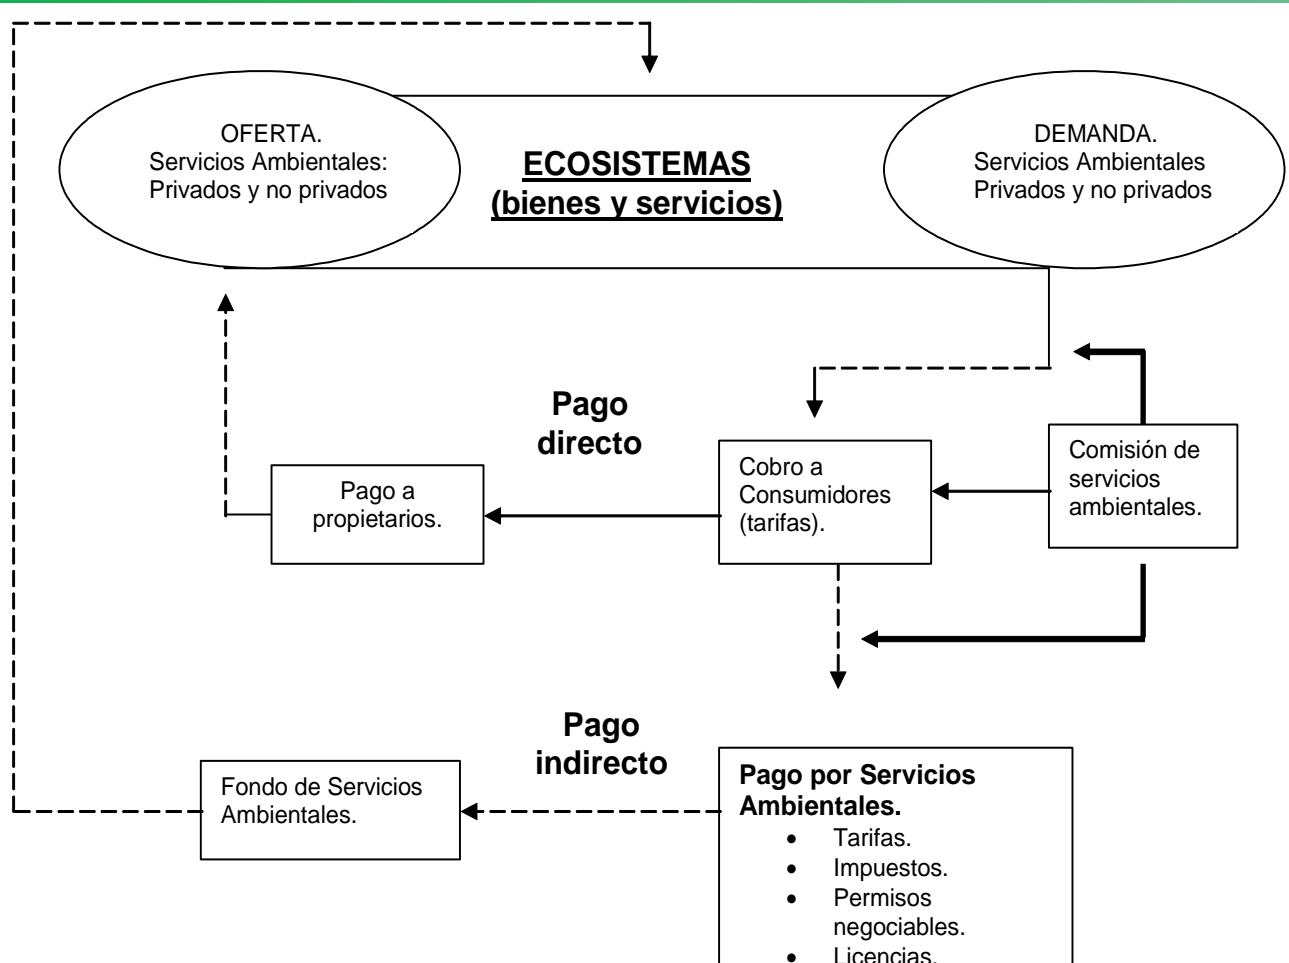 OFERTA.
Servicios Ambientales:
Privados y no privados
ECOSISTEMAS
(bienes y servicios)
DEMANDA.
Servicios Ambientales
Privados y no privados
Pago
directo
Pago a
propietarios.
Cobro a
Consumidores
(tarifas).
Comisión de
servicios
ambientales.
Pago
indirecto
Fondo de Servicios
Ambientales.
Pago por Servicios
Ambientales.
• Tarifas.
• Impuestos.
• Permisos
negociables.
• Licencias.